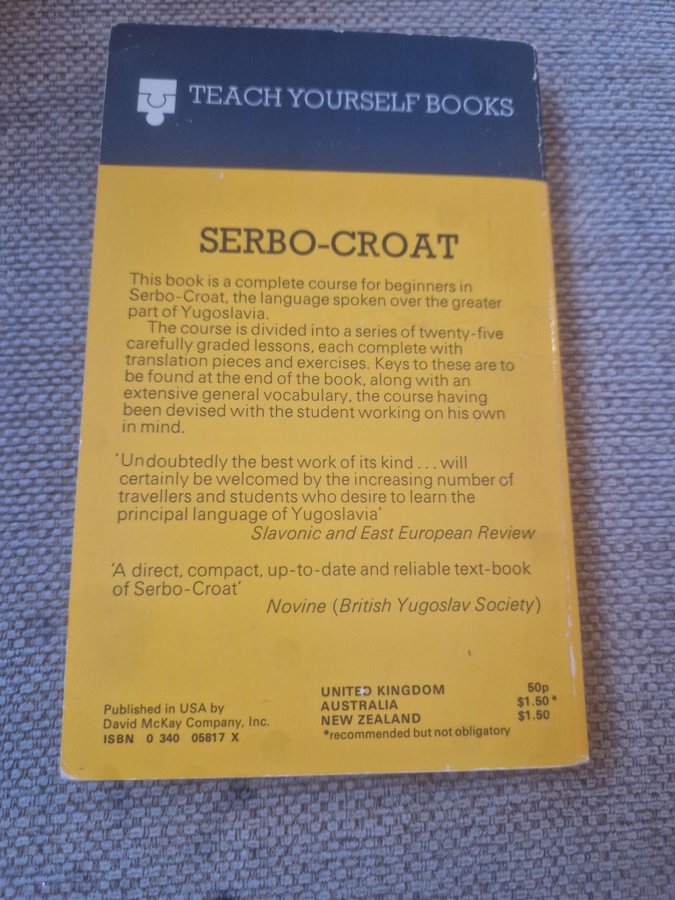 TEACH YOURSELF BOOKS
SERBO-CROAT
This book is a complete course for beginners in
Serbo-Croat, the language spoken over the greater
part of Yugoslavia.
The course is divided into a series of twenty-five
carefully graded lessons, each complete with
translation pieces and exercises. Keys to these are to
be found at the end of the book, along with an
extensive general vocabulary, the course having
been devised with the student working on his own
in mind.
'Undoubtedly the best work of its kind . . . will
certainly be welcomed by the increasing number of
travellers and students who desire to learn the
principal language of Yugoslavia'
Slavonic and East European Review
'A direct, compact, up-to-date and reliable text-book
of Serbo-Croat'
Novine (British Yugoslav Society)
Published in USA by
David McKay Company, Inc.
ISBN 0 340 05817 X
UNITED KINGDOM 50p
AUSTRALIA $1.50*
NEW ZEALAND $1.50
*recommended but not obligatory